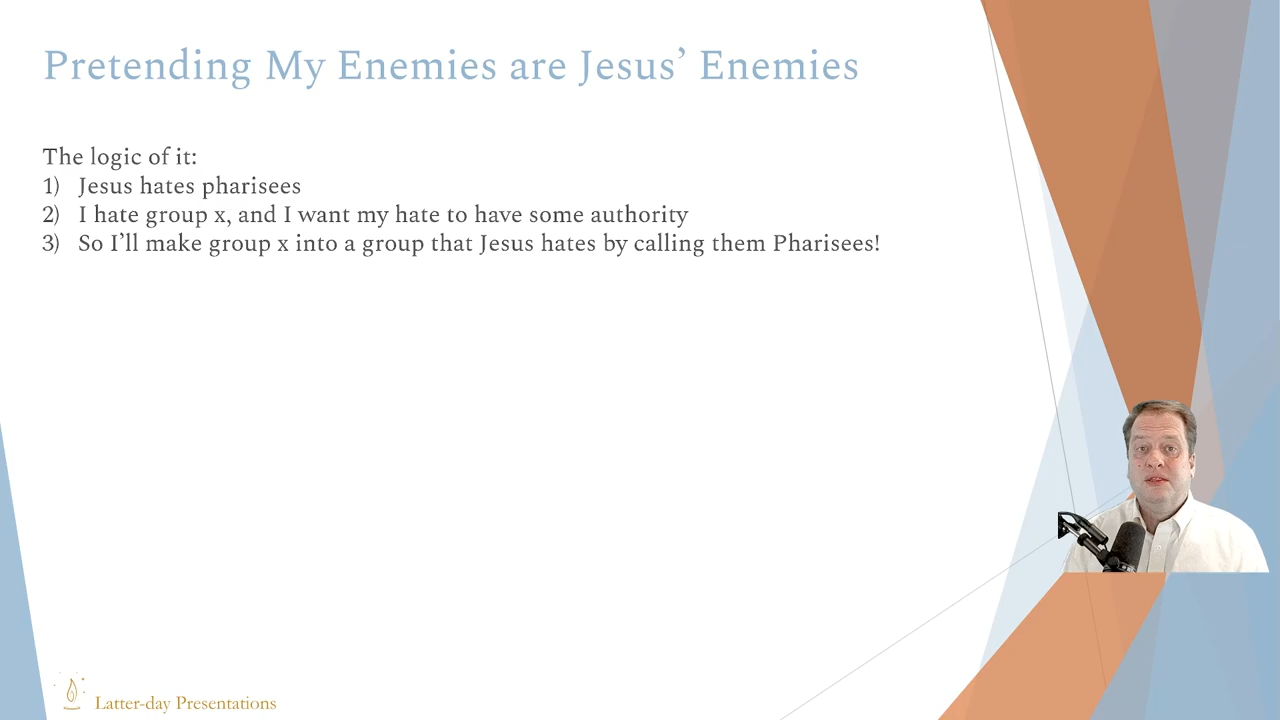 Pretending My Enemies are Jesus’ Enemies
The logic of it:
1) Jesus hates pharisees
2) I hate group x, and I want my hate to have some authority
3) So I’ll make group x into a group that Jesus hates by calling them Pharisees!
Latter-day Presentations